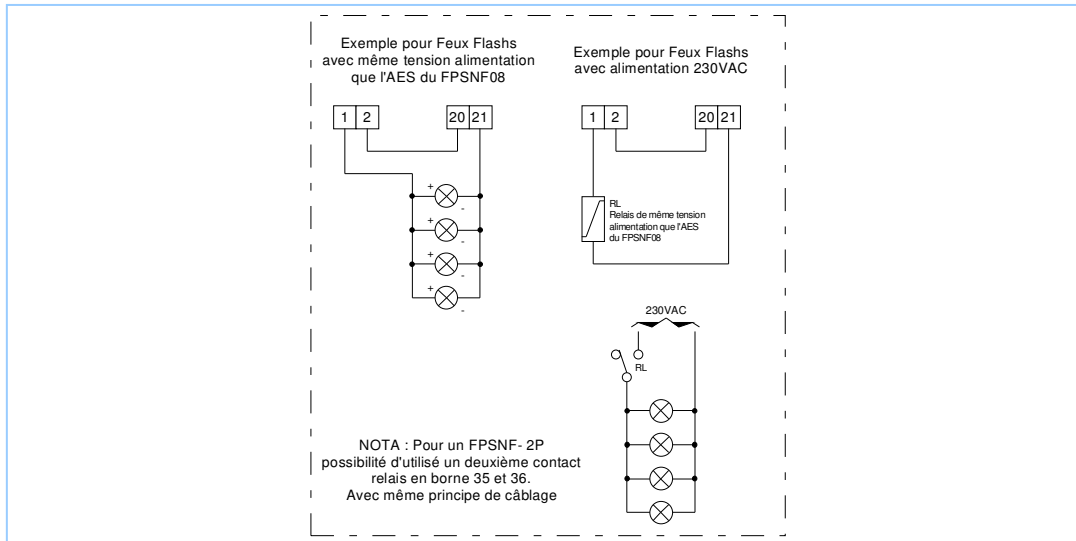 Exemple pour Feux Flashs
avec même tension alimentation
que l'AES du FPSNF08
1 2 20 21
+
-
+
-
+
-
+
-
Exemple pour Feux Flashs
avec alimentation 230VAC
1 2 20 21
RL
Relais de même tension
alimentation que l'AES
du FPSNF08
230VAC
RL
NOTA : Pour un FPSNF- 2P
possibilité d'utilisé un deuxième contact
relais en borne 35 et 36.
Avec même principe de câblage